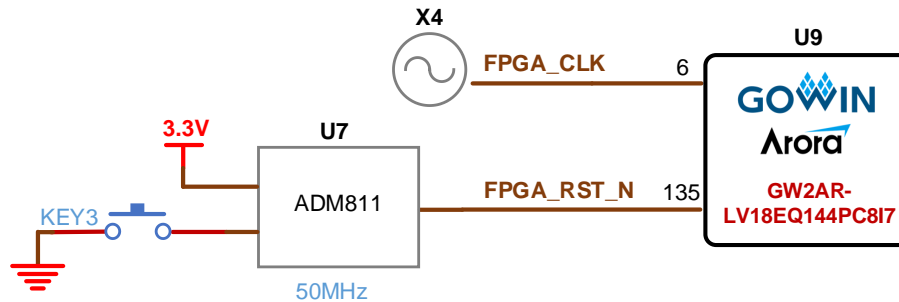 X4
U9
FPGA_CLK
6
GOWIN
Arora
3.3V
U7
ADM811
FPGA_RST_N
135
GW2AR-
LV18EQ144PC8I7
KEY3
50MHz